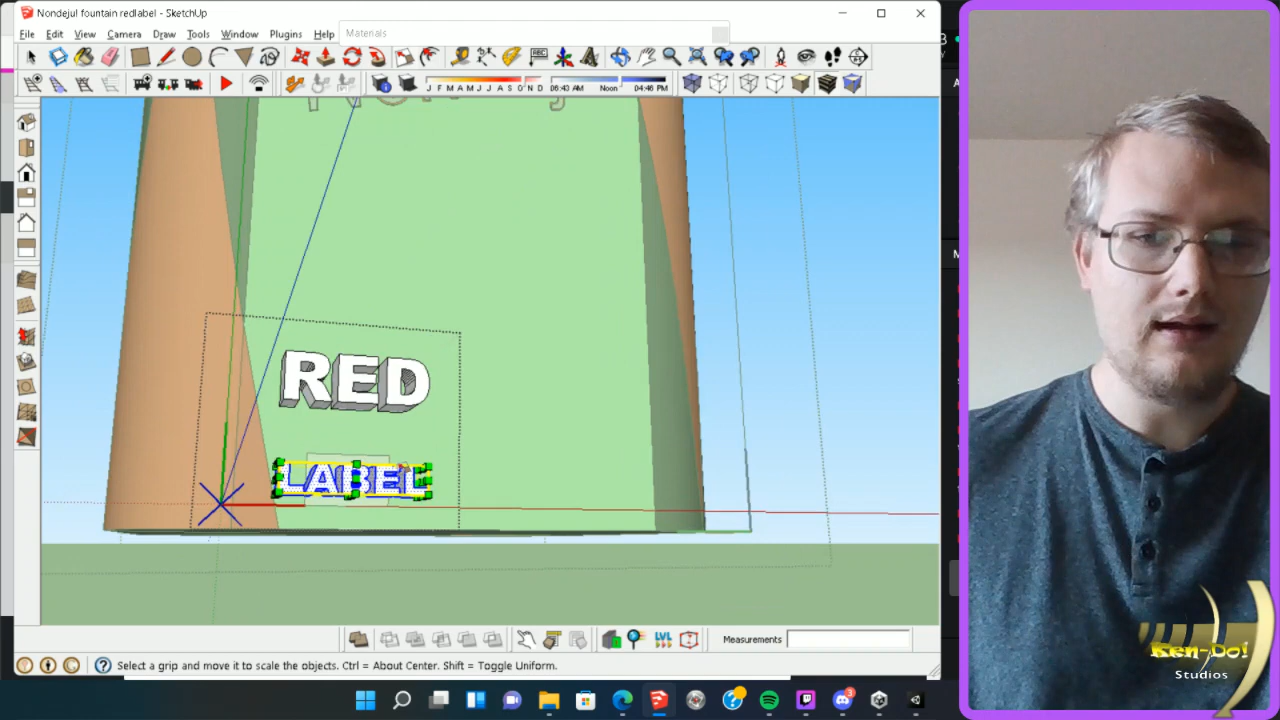 Nondejul fountain redlabel - SketchUp
File Edit View Camera Draw Tools Window Plugins Help
Materials
J F M A M J J A S O N D 06:43 AM Noon 04:46 PM
RED
LABEL
LVL
Measurements
Select a grip and move it to scale the objects. Ctrl = About Center. Shift = Toggle Uniform.
3
Ken-Do!
Studios